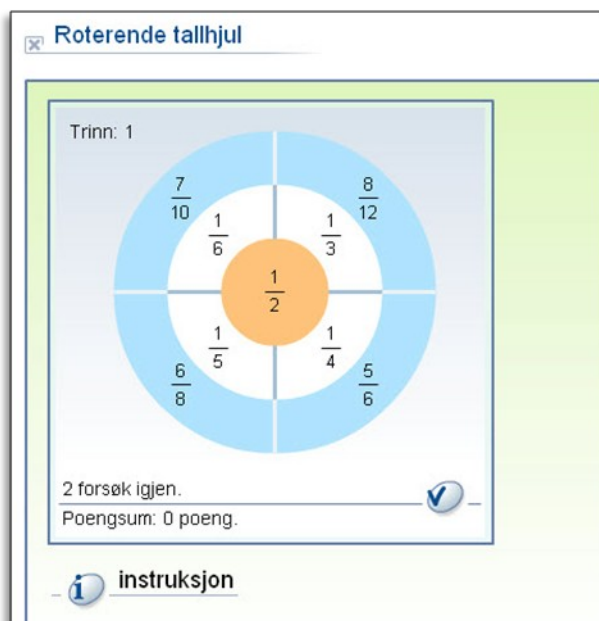 Roterende tallhjul
Trinn: 1
7/10
8/12
1/6
1/3
1/2
1/5
1/4
6/8
5/6
2 forsøk igjen.
Poengsum: 0 poeng.
instruksjon